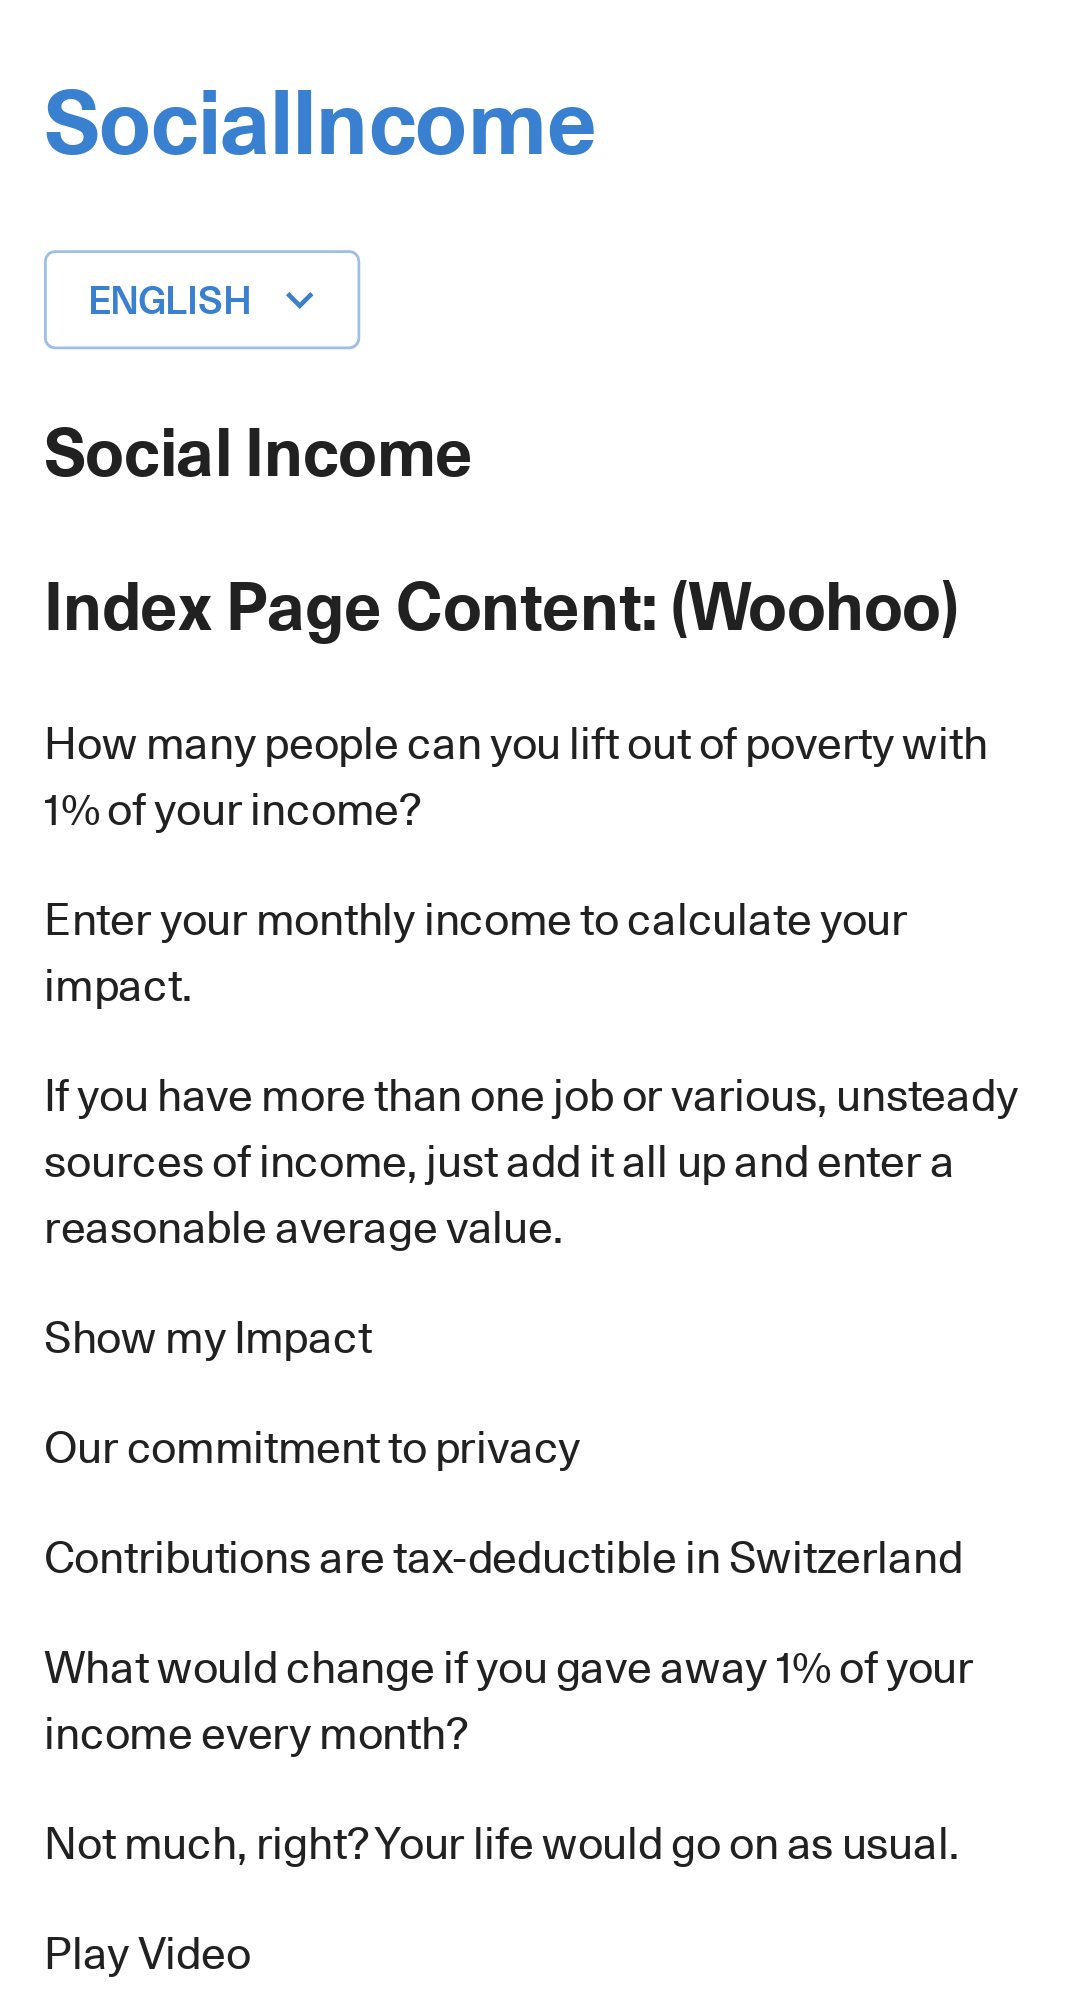 SocialIncome
ENGLISH
Social Income
Index Page Content: (Woohoo)
How many people can you lift out of poverty with
1% of your income?
Enter your monthly income to calculate your
impact.
If you have more than one job or various, unsteady
sources of income, just add it all up and enter a
reasonable average value.
Show my Impact
Our commitment to privacy
Contributions are tax-deductible in Switzerland
What would change if you gave away 1% of your
income every month?
Not much, right? Your life would go on as usual.
Play Video